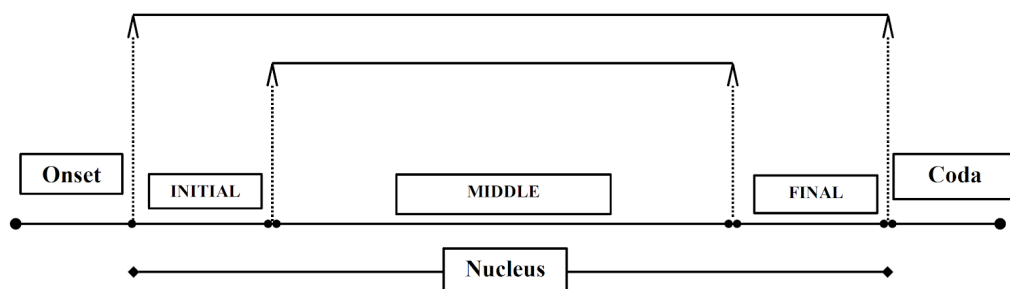 Onset
INITIAL
MIDDLE
FINAL
Coda
Nucleus